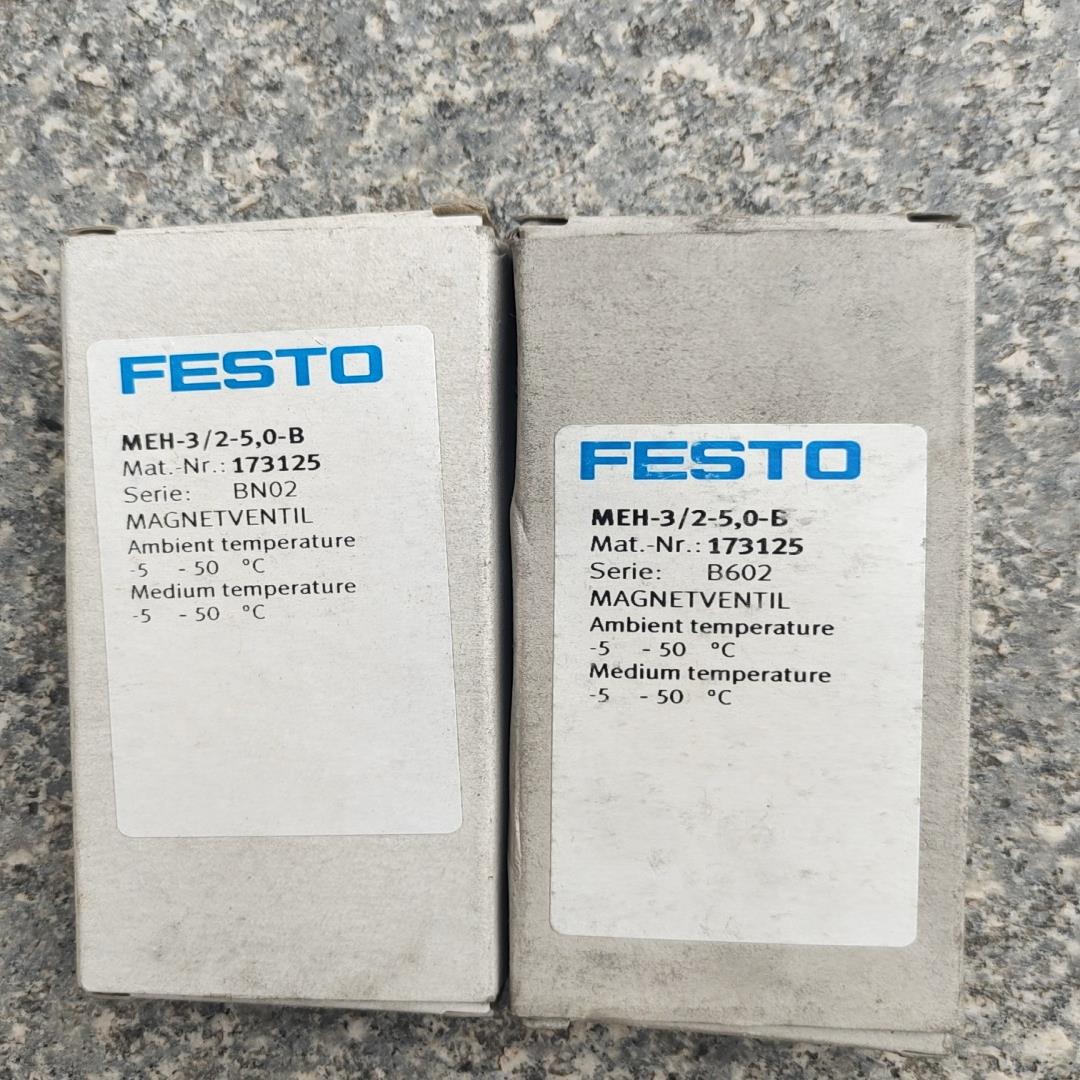 FESTO
MEH-3/2-5,0-B
Mat.-Nr.: 173125
Serie: BN02
MAGNETVENTIL
Ambient temperature
-5 - 50 °C
Medium temperature
-5 - 50 °C
FESTO
MEH-3/2-5,0-B
Mat.-Nr.: 173125
Serie: B602
MAGNETVENTIL
Ambient temperature
-5 - 50 °C
Medium temperature
-5 - 50 °C